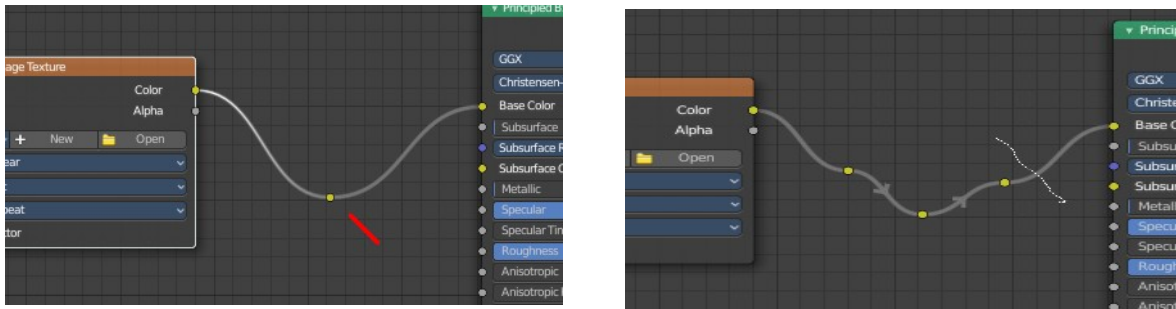 Principled B
age Texture
Color
Alpha
New Open
ear
t
peat
ctor
GGX
Christensen-
Base Color
Subsurface
Subsurface R
Subsurface C
Metallic
Specular
Specular Tin
Roughness
Anisotropic
Anisotropic
Princip
Color
Alpha
Open
GGX
Christe
Base C
Subsu
Subsur
Subsur
Metall
Specu
Specu
Rough
Anisot
Anisot